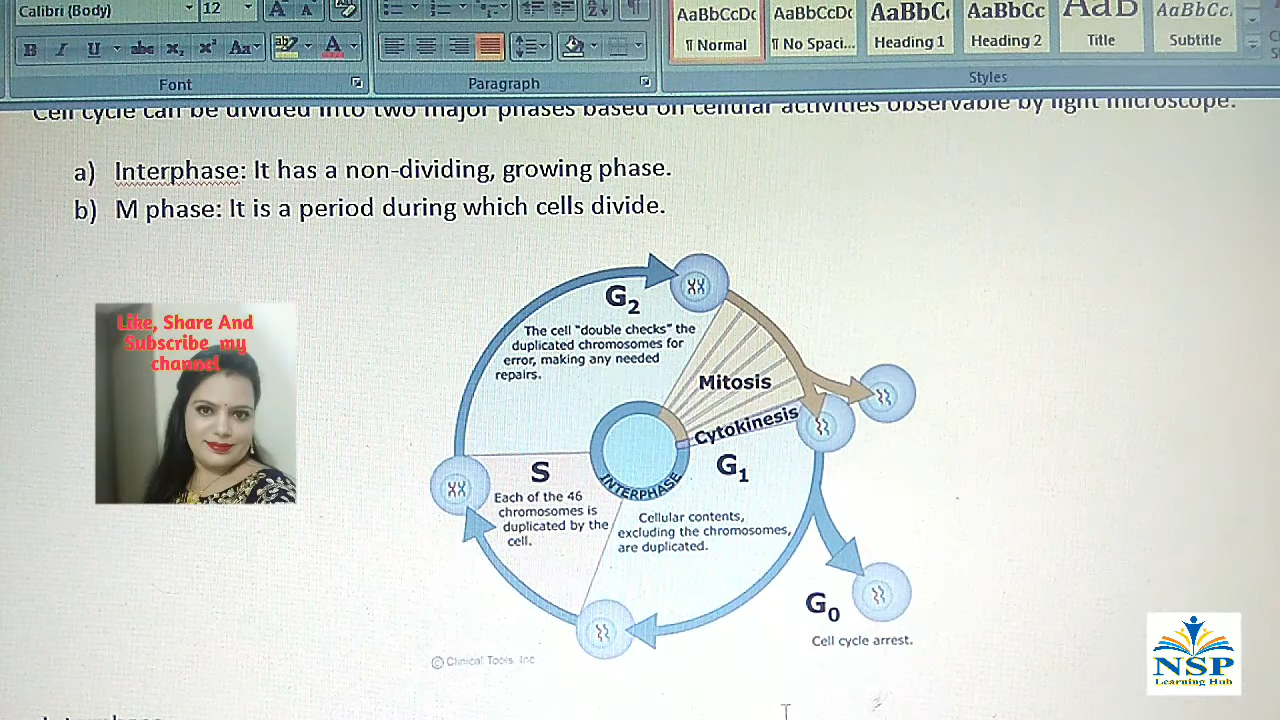 Calibri (Body)
12
A
A
B I U abc x₂ x² Aa ab A
Font
Paragraph
AaBbCcDc
AaBbCcDc
AaBbC
AaBbCc
AaB
AaBbCc.
¶ Normal
¶ No Spaci...
Heading 1
Heading 2
Title
Subtitle
Styles
Cell cycle can be divided into two major phases based on cellular activities observable by light microscope.
a) Interphase: It has a non-dividing, growing phase.
b) M phase: It is a period during which cells divide.
Like, Share And
Subscribe my
channel
G₂
The cell "double checks" the
duplicated chromosomes for
error, making any needed
repairs.
Mitosis
Cytokinesis
G₁
Cellular contents,
excluding the chromosomes,
are duplicated.
S
Each of the 46
chromosomes is
duplicated by the
cell.
INTERPHASE
G₀
Cell cycle arrest.
© Clinical Tools, Inc
NSP
Learning Hub